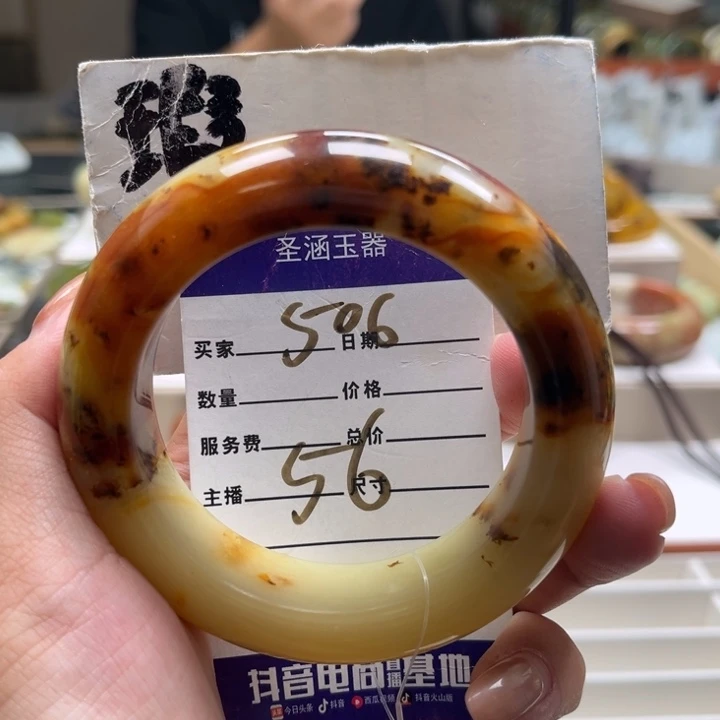 瑕
圣涵玉器
买家 506 日期
数量 价格
服务费 总价
主播 56 尺寸
抖音电商直播基地
今日头条 抖音 西瓜视频 抖音火山版